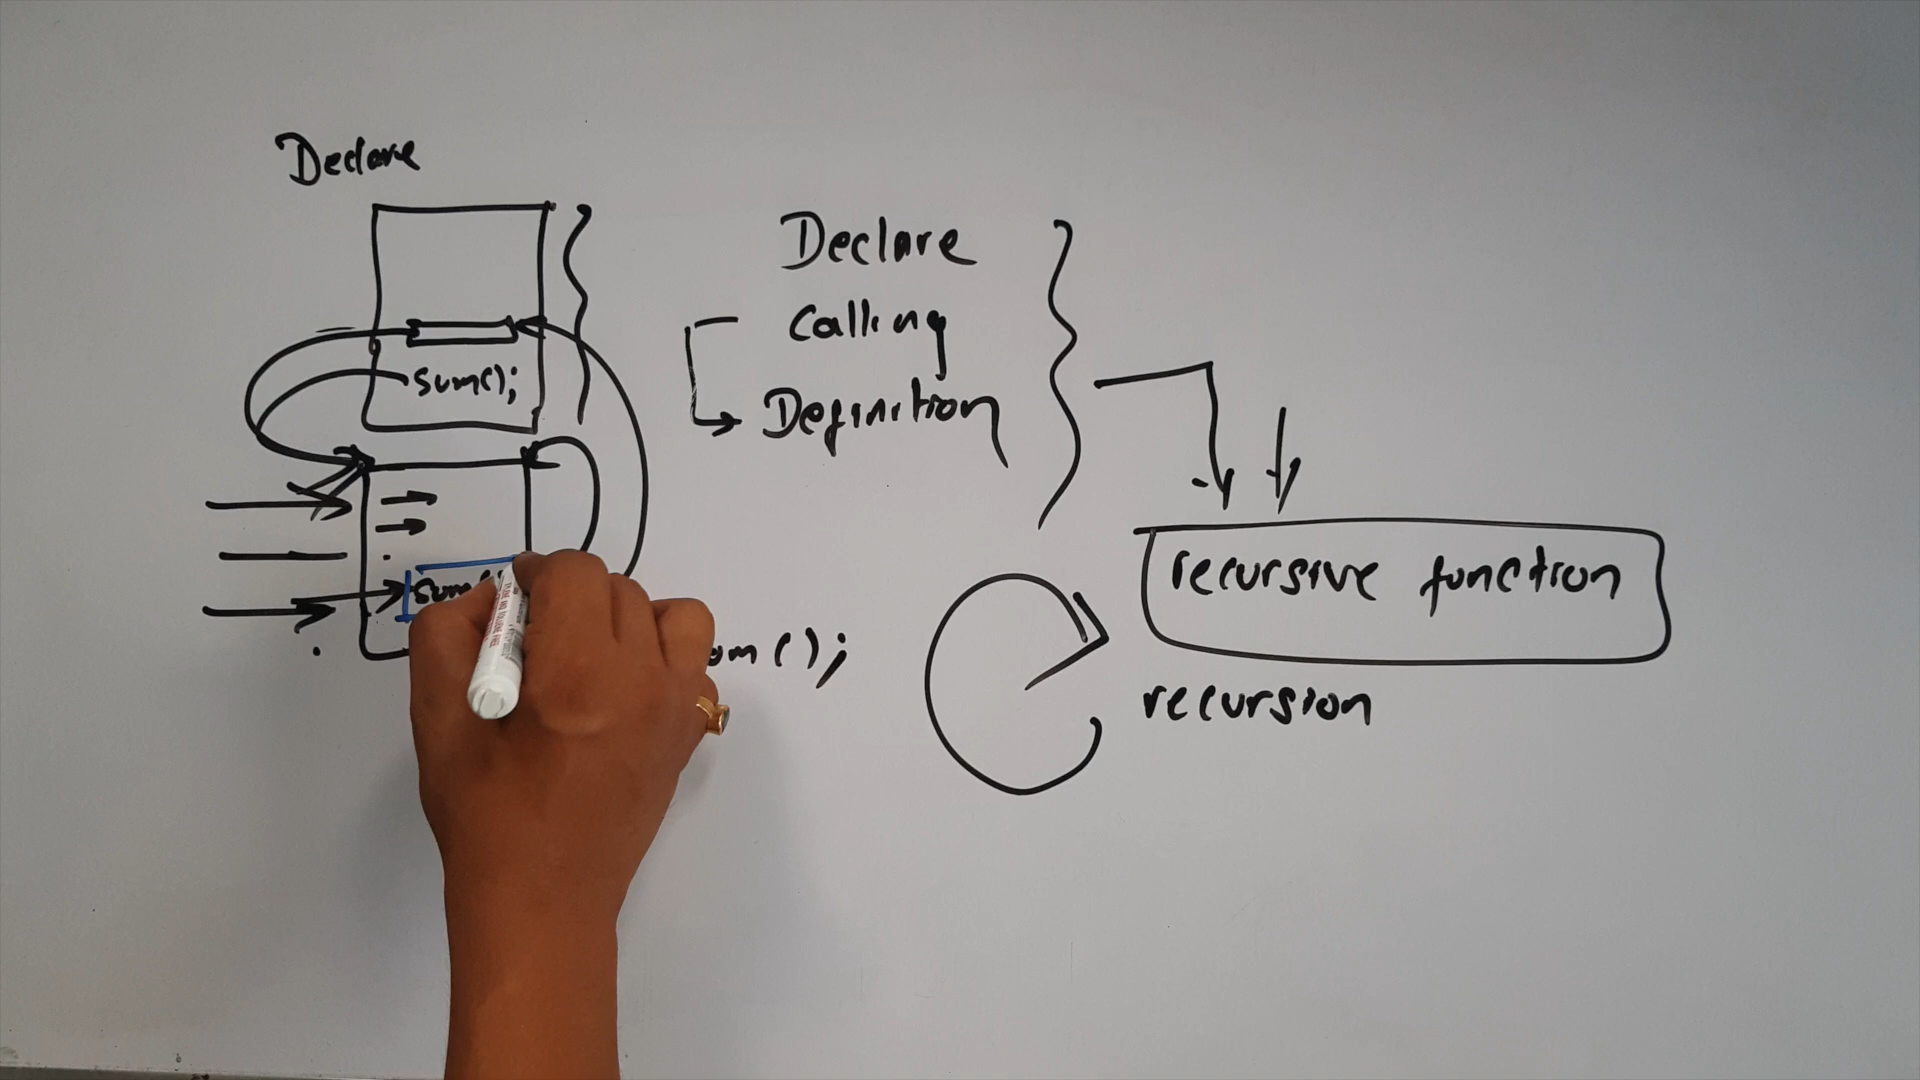 Declare
sum();
Declare
Calling
Definition
recursive function
recursion